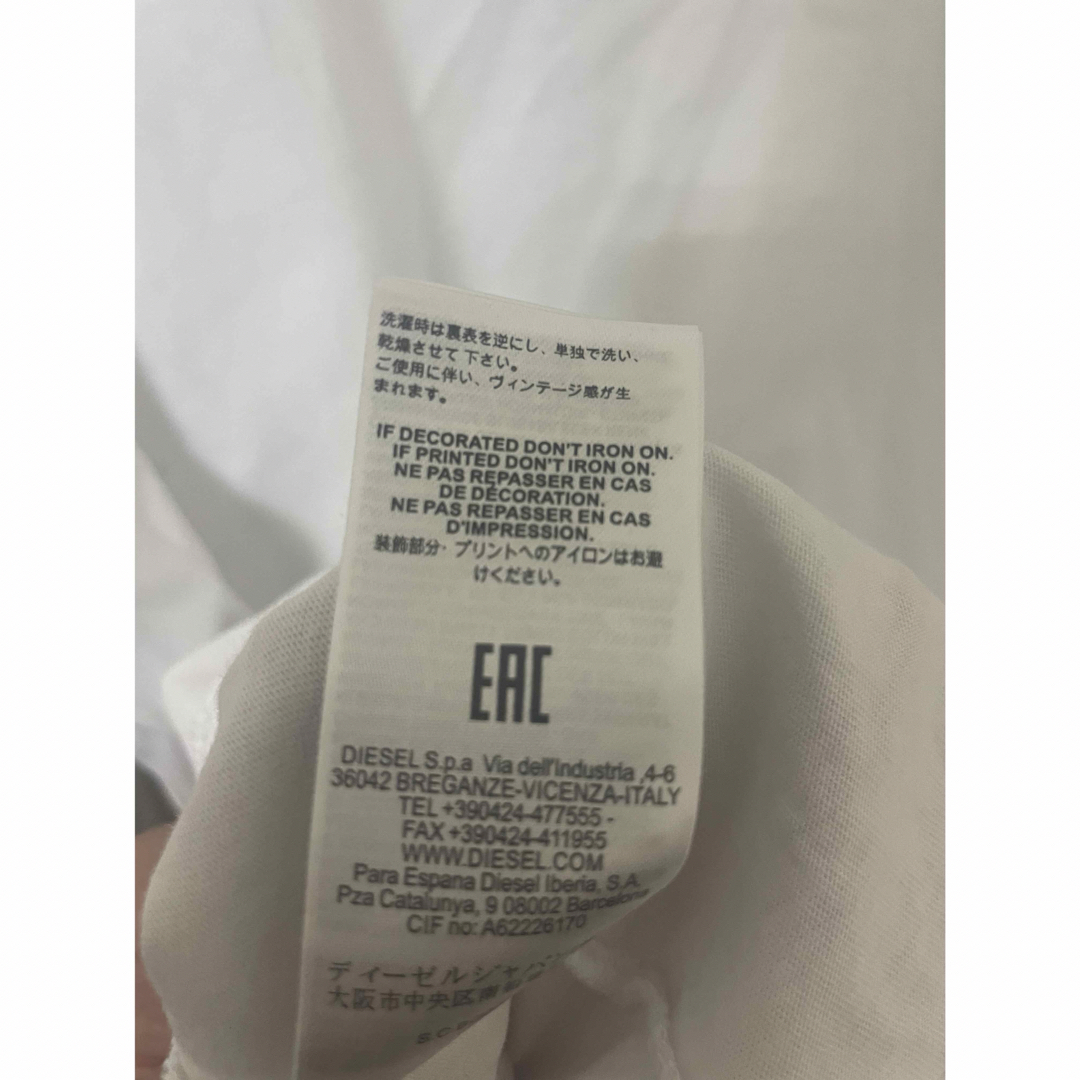 洗濯時は裏表を逆にし、単独で洗い、
乾燥させて下さい。
ご使用に伴い、ヴィンテージ感が生
まれます。
IF DECORATED DON'T IRON ON.
IF PRINTED DON'T IRON ON.
NE PAS REPASSER EN CAS
DE DÉCORATION.
NE PAS REPASSER EN CAS
D'IMPRESSION.
装飾部分・プリントへのアイロンはお避
けください。
EAC
DIESEL S.p.a Via dell'Industria ,4-6
36042 BREGANZE-VICENZA-ITALY
TEL +390424-477555 -
FAX +390424-411955
WWW.DIESEL.COM
Para Espana Diesel Iberia, S.A.
Pza Catalunya, 9 08002 Barcelona
CIF no: A62226170
ディーゼルジャ
大阪市中央区南